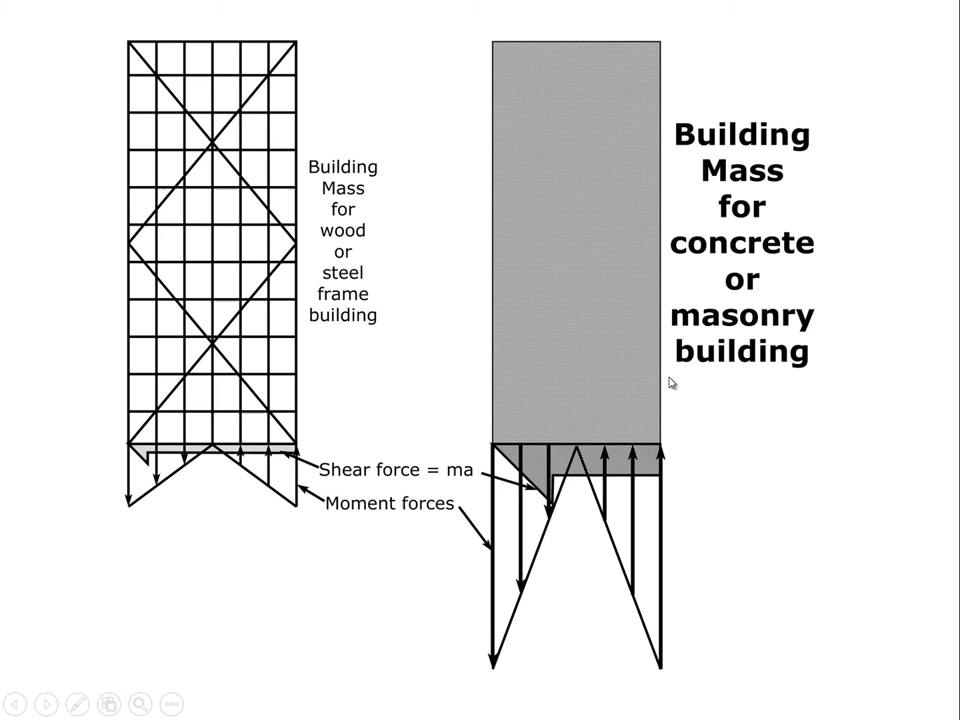 Building
Mass
for
wood
or
steel
frame
building
Building
Mass
for
concrete
or
masonry
building
Shear force = ma
Moment forces